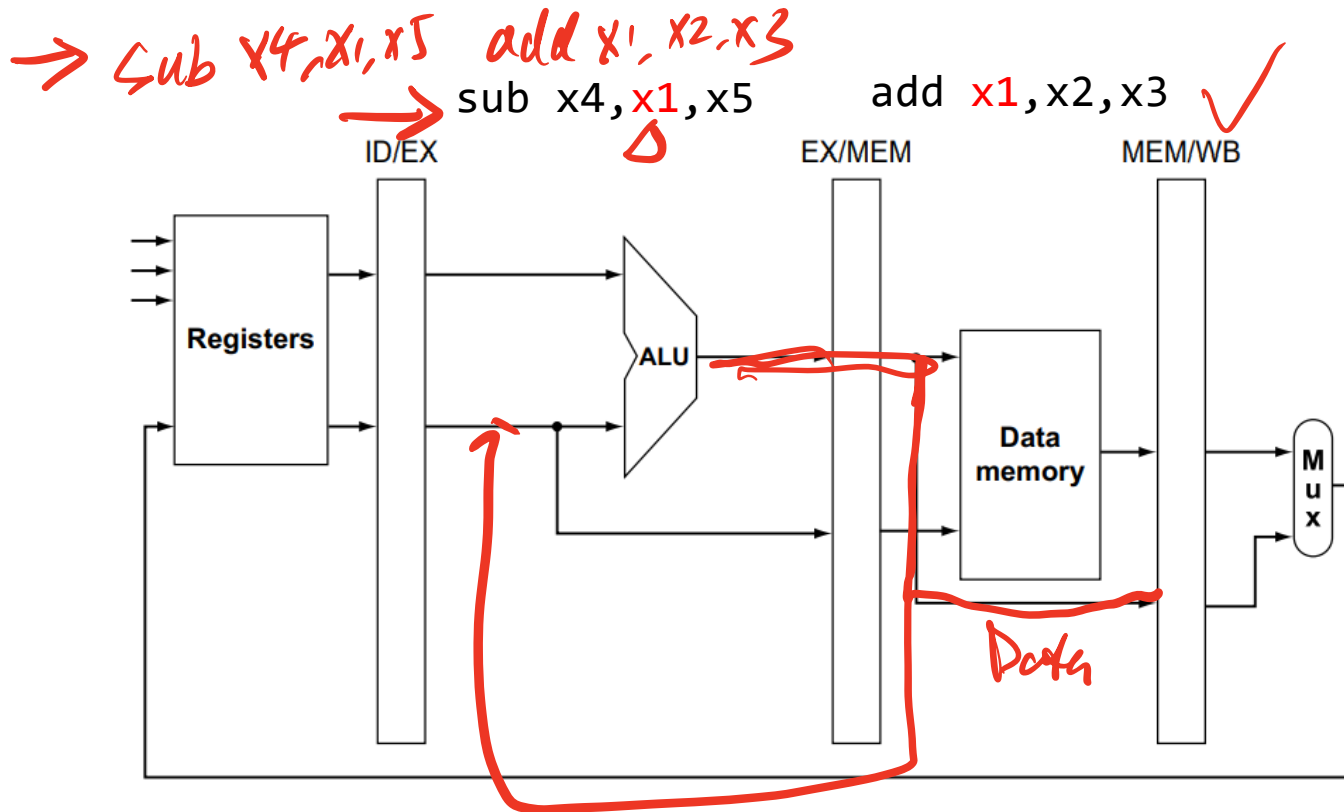 → Sub x4, x1, x5 add x1, x2, x3
→ sub x4,x1,x5 add x1,x2,x3 ✓
ID/EX EX/MEM MEM/WB
Registers
ALU
Data
memory
M
u
x
Data